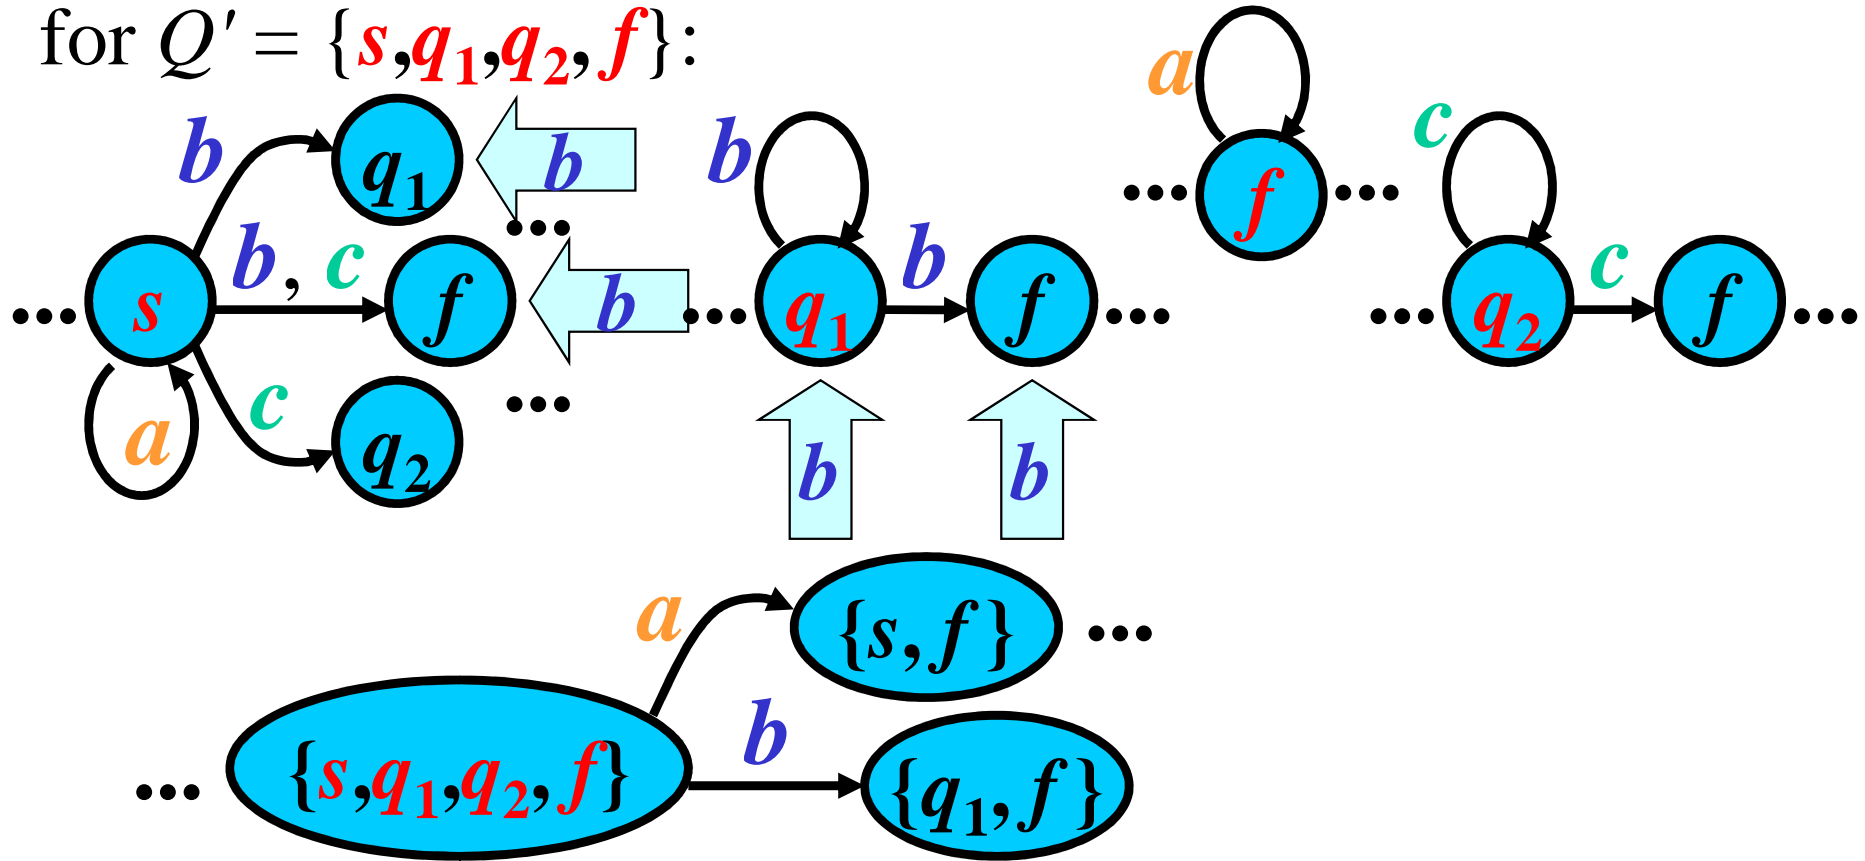 for Q′ = {s,q₁,q₂,f}:
a
b q₁ b b f c
b, c f b q₁ b f q₂ c f
s
a c q₂ b b
a {s,f}
{s,q₁,q₂,f} b {q₁,f}